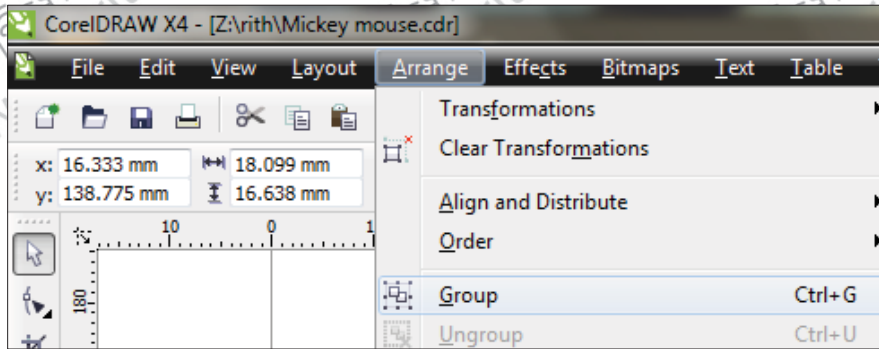 CorelDRAW X4 - [Z:\rith\Mickey mouse.cdr]
File Edit View Layout Arrange Effects Bitmaps Text Table
Transformations
Clear Transformations
x: 16.333 mm 18.099 mm
y: 138.775 mm 16.638 mm
Align and Distribute
10 0 1
Order
180
Group Ctrl+G
Ungroup Ctrl+U